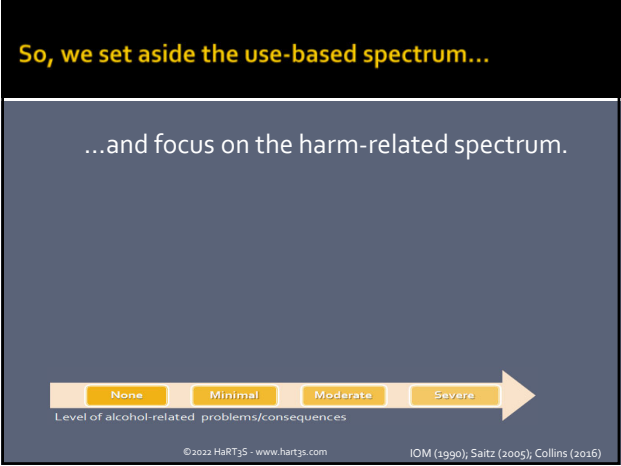 So, we set aside the use-based spectrum...
...and focus on the harm-related spectrum.
None Minimal Moderate Severe
Level of alcohol-related problems/consequences
©2022 HaRT3S - www.hart3s.com IOM (1990); Saitz (2005); Collins (2016)